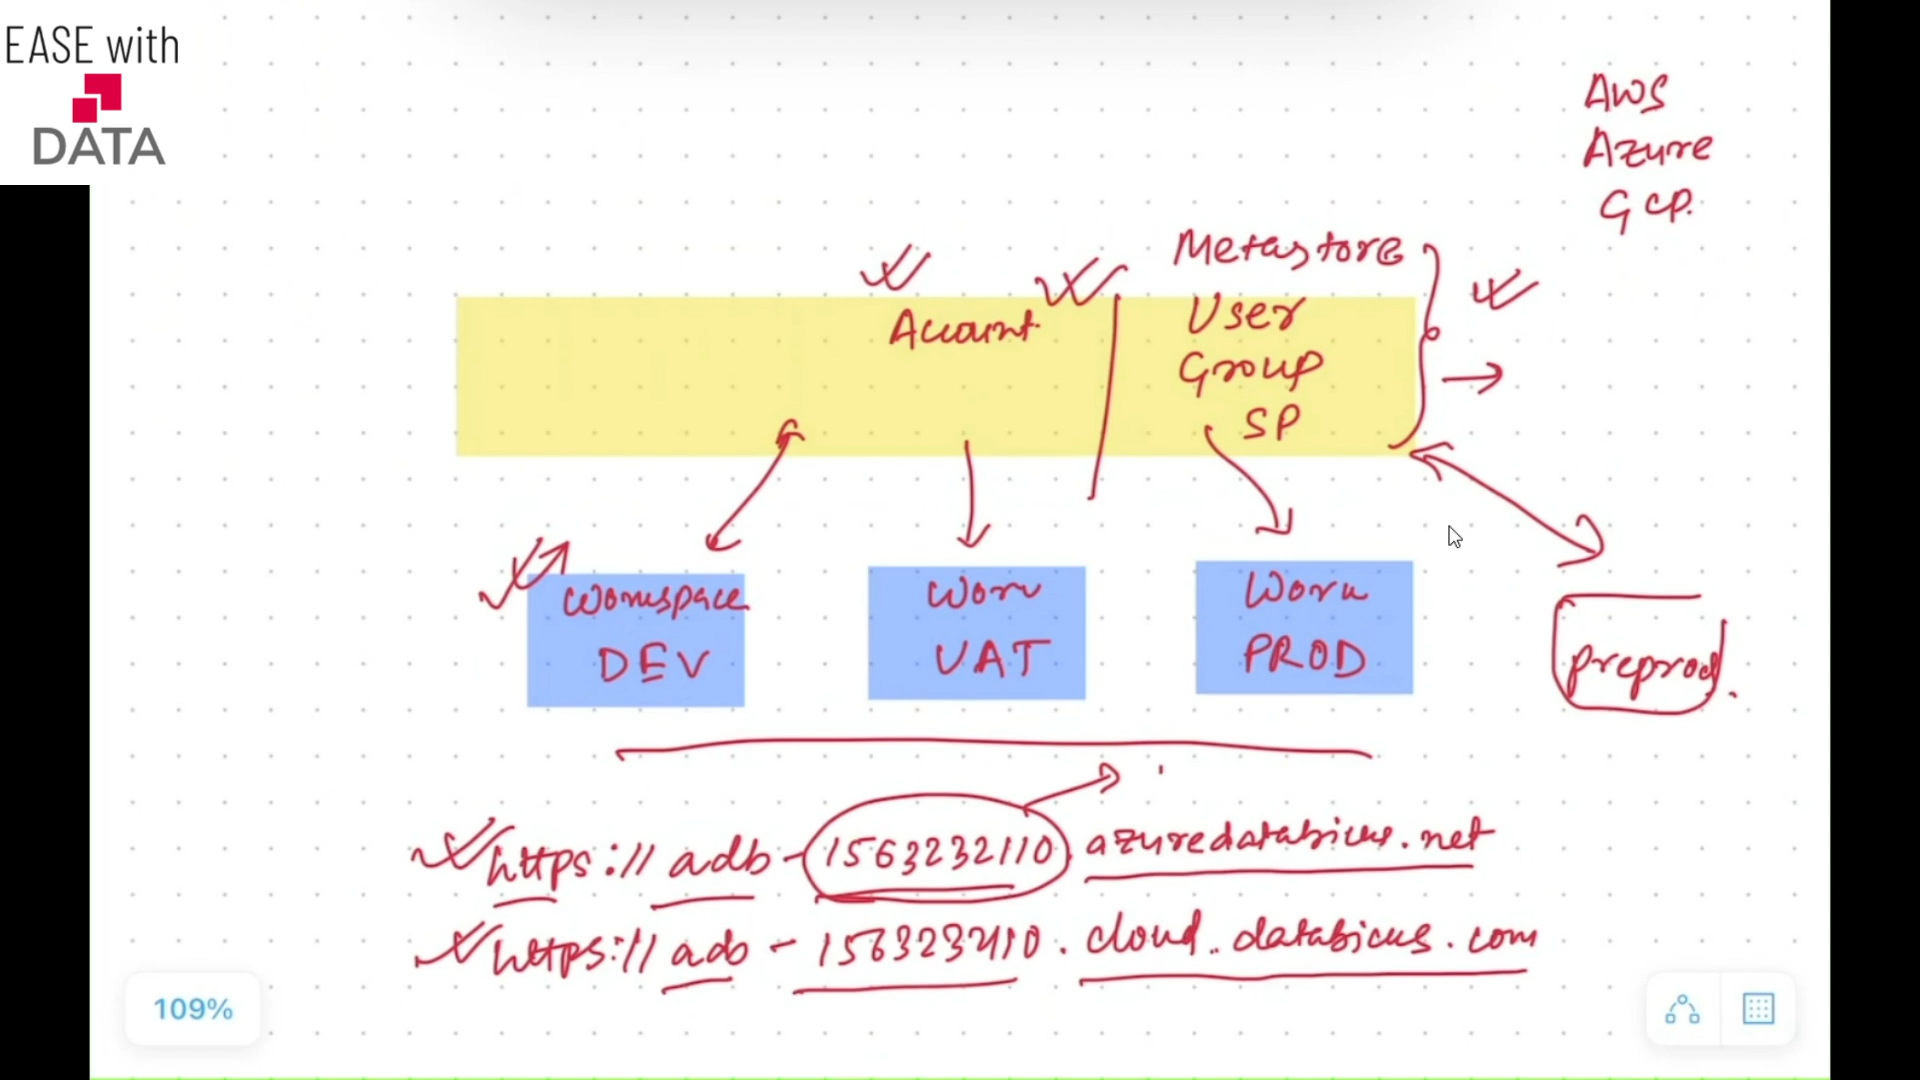 EASE with
DATA
AWS
Azure
GCP.
Metastore
Account
User
Group
SP
Workspace
DEV
Work
UAT
Work
PROD
preprod.
https:// adb - 1563232110. azuredatabricks.net
https:// adb - 1563232110. cloud.databricks.com
109%